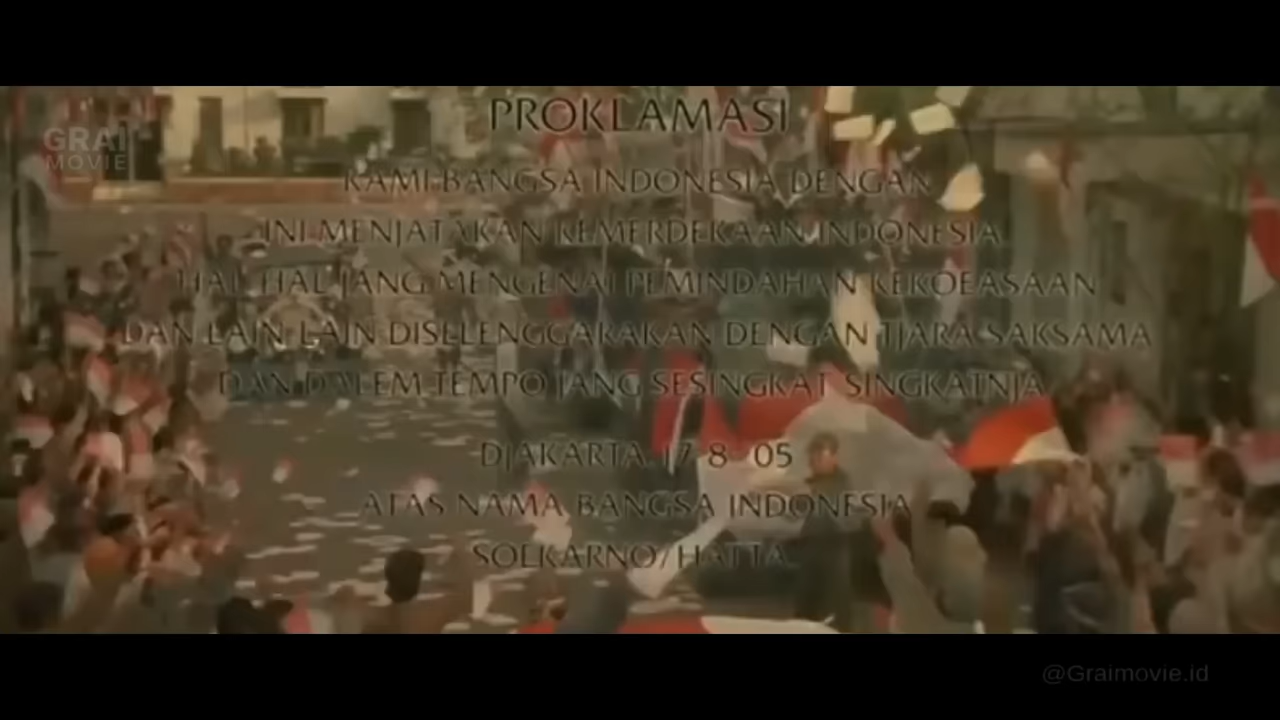 PROKLAMASI
GRAI
MOVIE
KAMI BANGSA INDONESIA DENGAN
INI MENJATAKAN KEMERDEKAAN INDONESIA
HAL HAL JANG MENGENAI PEMINDAHAN KEKOEASAAN
DAN LAIN LAIN DISELENGGARAKAN DENGAN TJARA SAKSAMA
DAN DALEM TEMPO JANG SESINGKAT SINGKATNJA
DJAKARTA 17 8 05
ATAS NAMA BANGSA INDONESIA
SOEKARNO/HATTA
@Graimovie.id